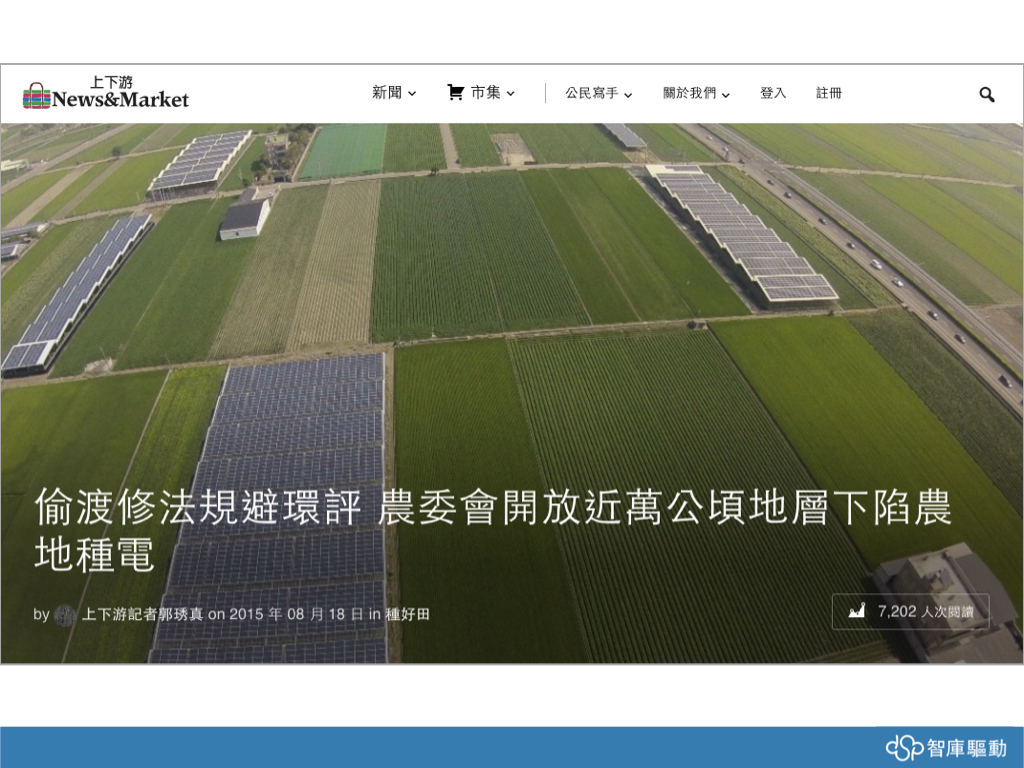 上下游
News&Market
新聞 市集 公民寫手 關於我們 登入 註冊
偷渡修法規避環評 農委會開放近萬公頃地層下陷農
地種電
by 上下游記者郭琇真 on 2015 年 08 月 18 日 in 種好田
7,202 人次閱讀
dSp 智庫驅動